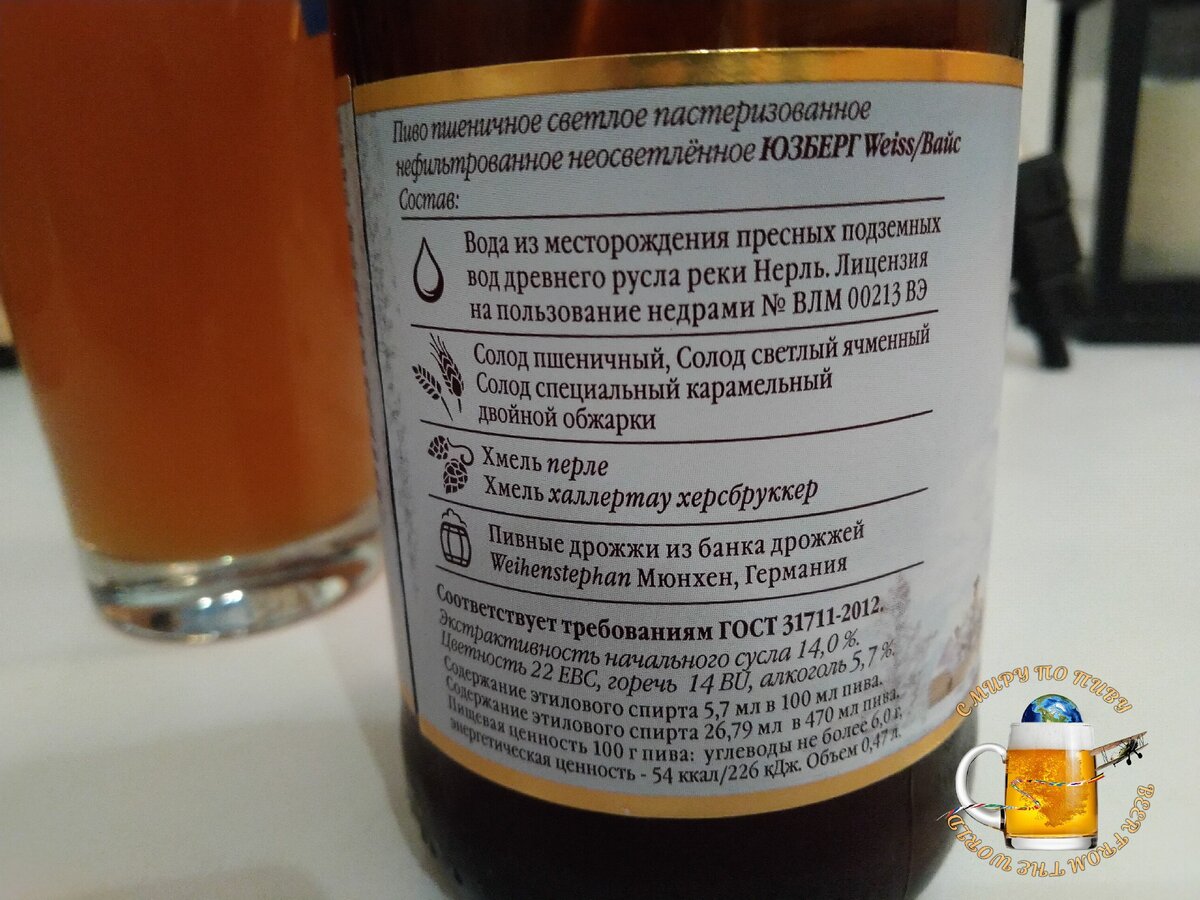 Пиво пшеничное светлое пастеризованное
нефильтрованное неосветлённое ЮЗБЕРГ Weiss/Вайс
Состав:
Вода из месторождения пресных подземных
вод древнего русла реки Нерль. Лицензия
на пользование недрами № ВЛМ 00213 ВЭ
Солод пшеничный, Солод светлый ячменный
Солод специальный карамельный
двойной обжарки
Хмель перле
Хмель халлертау херсбруккер
Пивные дрожжи из банка дрожжей
Weihenstephan Мюнхен, Германия
Соответствует требованиям ГОСТ 31711-2012.
Экстрактивность начального сусла 14,0 %.
Цветность 22 ЕВС, горечь 14 BU, алкоголь 5,7 %.
Содержание этилового спирта 5,7 мл в 100 мл пива.
Содержание этилового спирта 26,79 мл в 470 мл пива.
Пищевая ценность 100 г пива: углеводы не более 6,0 г,
энергетическая ценность - 54 ккал/226 кДж. Объем 0,47 л.
С МИРУ ПО ПИВУ
BEER FROM THE WORLD